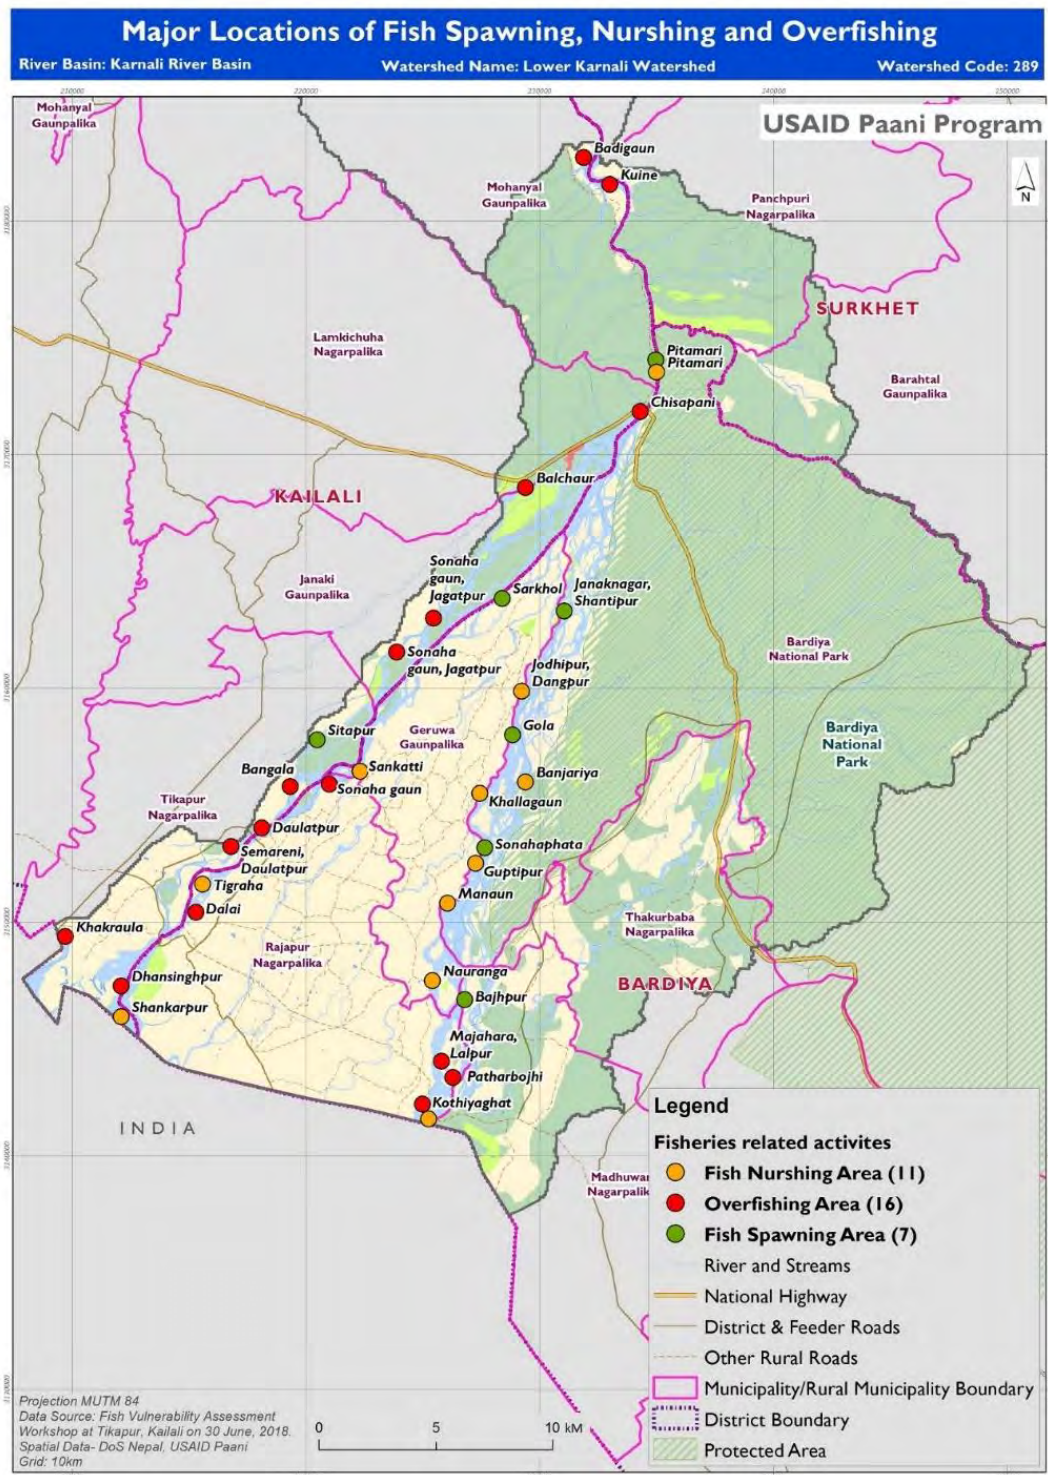 Major Locations of Fish Spawning, Nurshing and Overfishing
River Basin: Karnali River Basin
Watershed Name: Lower Karnali Watershed
Watershed Code: 289
210000
220000
230000
240000
250000
USAID Paani Program
N
Mohanyal
Gaunpalika
Badigaun
Kuine
Mohanyal
Gaunpalika
Panchpuri
Nagarpalika
SURKHET
Lamkichuha
Nagarpalika
Pitamari
Pitamari
Barahtal
Gaunpalika
Chisapani
Balchaur
KAILALI
Sonaha
gaun,
Jagatpur
Janaki
Gaunpalika
Sarkhol
Janaknagar,
Shantipur
Sonaha
gaun, Jagatpur
Bardiya
National Park
Jodhipur,
Dangpur
Sitapur
Geruwa
Gaunpalika
Gola
Bardiya
National
Park
Bangala
Sankatti
Sonaha gaun
Banjariya
Khallagaun
Tikapur
Nagarpalika
Daulatpur
Semareni,
Daulatpur
Sonahaphata
Guptipur
Tigraha
Manaun
Dalai
Khakraula
Thakurbaba
Nagarpalika
Rajapur
Nagarpalika
Dhansinghpur
Nauranga
BARDIYA
Shankarpur
Bajhpur
Majahara,
Lalpur
Patharbojhi
Kothiyaghat
INDIA
Madhuwan
Nagarpalik
Legend
Fisheries related activites
Fish Nurshing Area (11)
Overfishing Area (16)
Fish Spawning Area (7)
River and Streams
National Highway
District & Feeder Roads
Other Rural Roads
Municipality/Rural Municipality Boundary
District Boundary
Protected Area
Projection MUTM 84
Data Source: Fish Vulnerability Assessment
Workshop at Tikapur, Kailali on 30 June, 2018.
Spatial Data- DoS Nepal, USAID Paani
Grid: 10km
0 5 10 kM